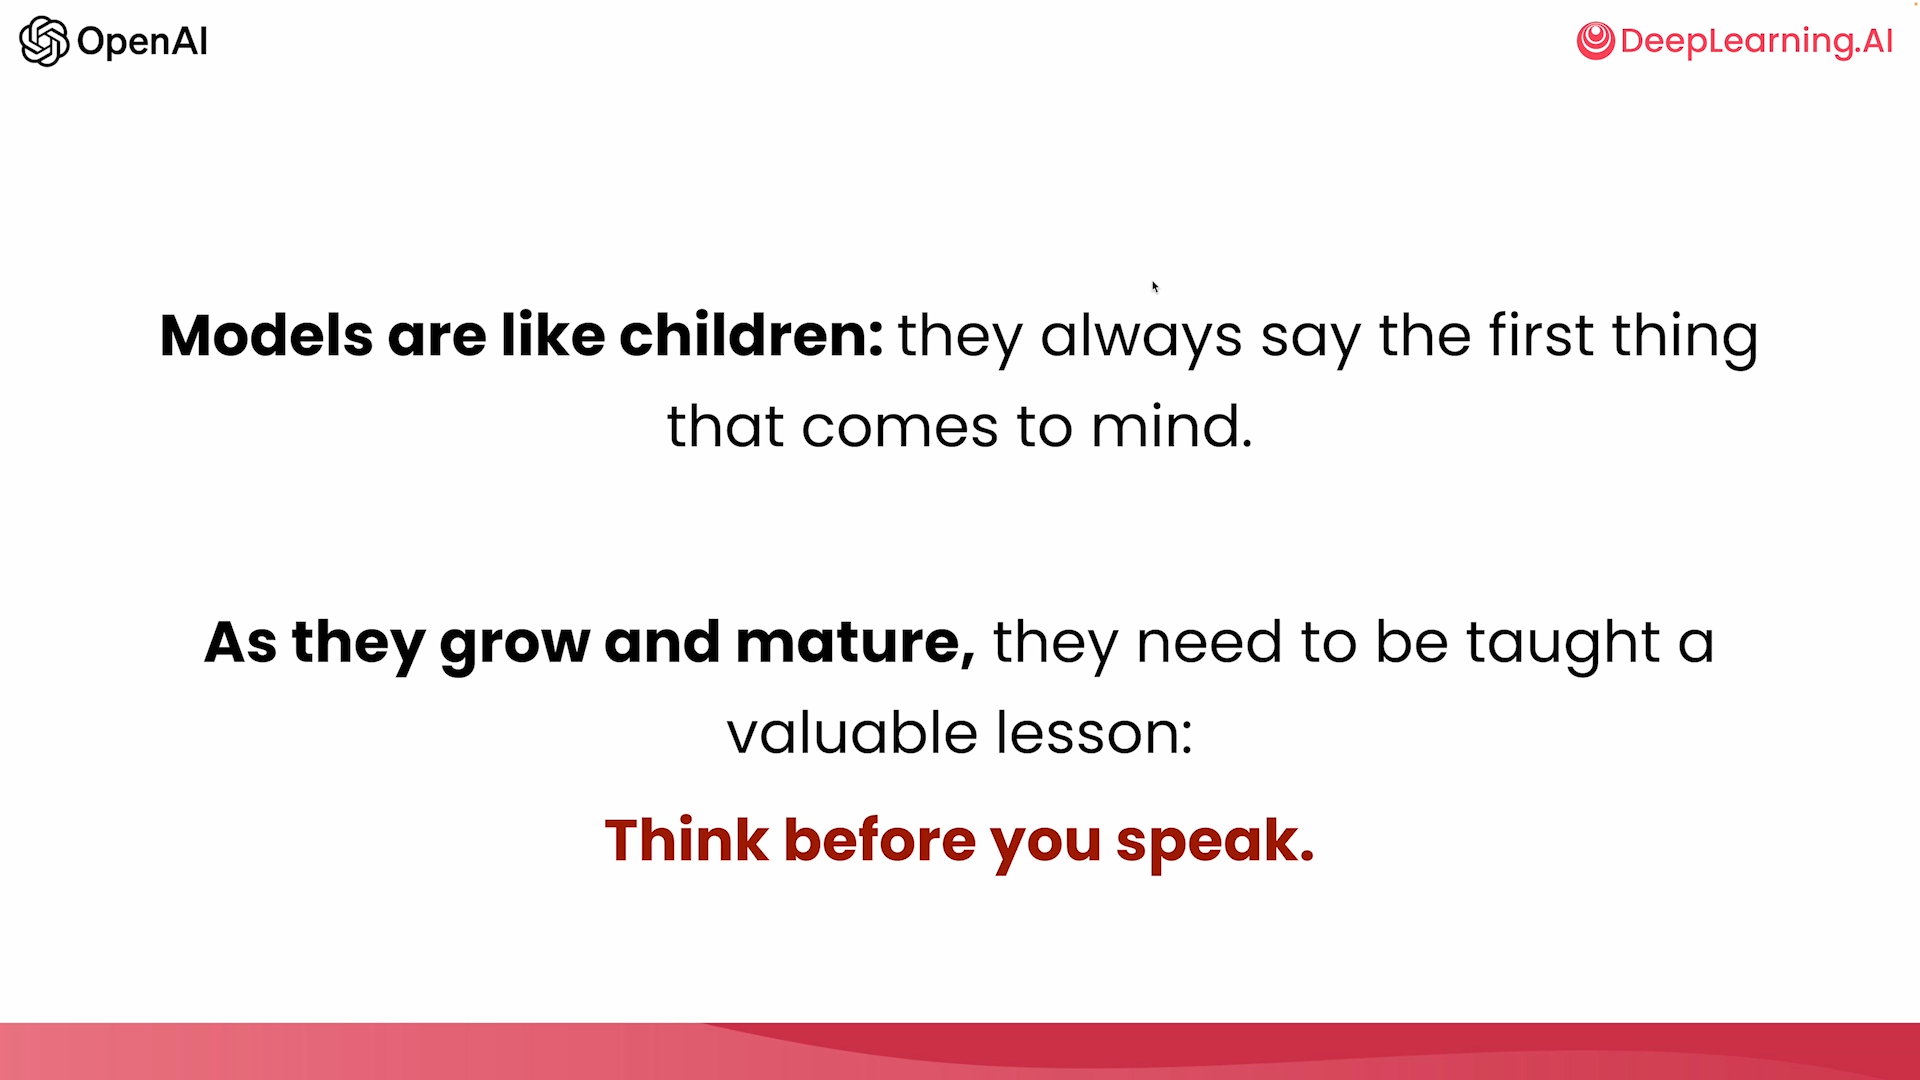 OpenAI
DeepLearning.AI
Models are like children: they always say the first thing
that comes to mind.
As they grow and mature, they need to be taught a
valuable lesson:
Think before you speak.